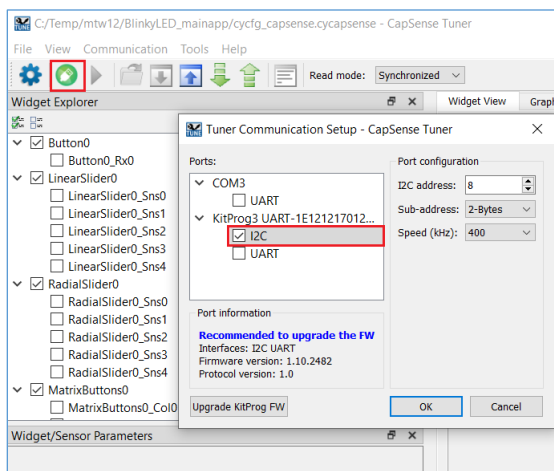 C:/Temp/mtw12/BlinkyLED_mainapp/cycfg_capsense.cycapsense - CapSense Tuner
File View Communication Tools Help
Read mode: Synchronized
Widget Explorer
Widget View Grap
Button0
Button0_Rx0
LinearSlider0
LinearSlider0_Sns0
LinearSlider0_Sns1
LinearSlider0_Sns2
LinearSlider0_Sns3
LinearSlider0_Sns4
RadialSlider0
RadialSlider0_Sns0
RadialSlider0_Sns1
RadialSlider0_Sns2
RadialSlider0_Sns3
RadialSlider0_Sns4
MatrixButtons0
MatrixButtons0_Col0
Widget/Sensor Parameters
Tuner Communication Setup - CapSense Tuner
Ports:
COM3
UART
KitProg3 UART-1E121217012...
I2C
UART
Port information
Recommended to upgrade the FW
Interfaces: I2C UART
Firmware version: 1.10.2482
Protocol version: 1.0
Port configuration
I2C address: 8
Sub-address: 2-Bytes
Speed (kHz): 400
Upgrade KitProg FW
OK
Cancel